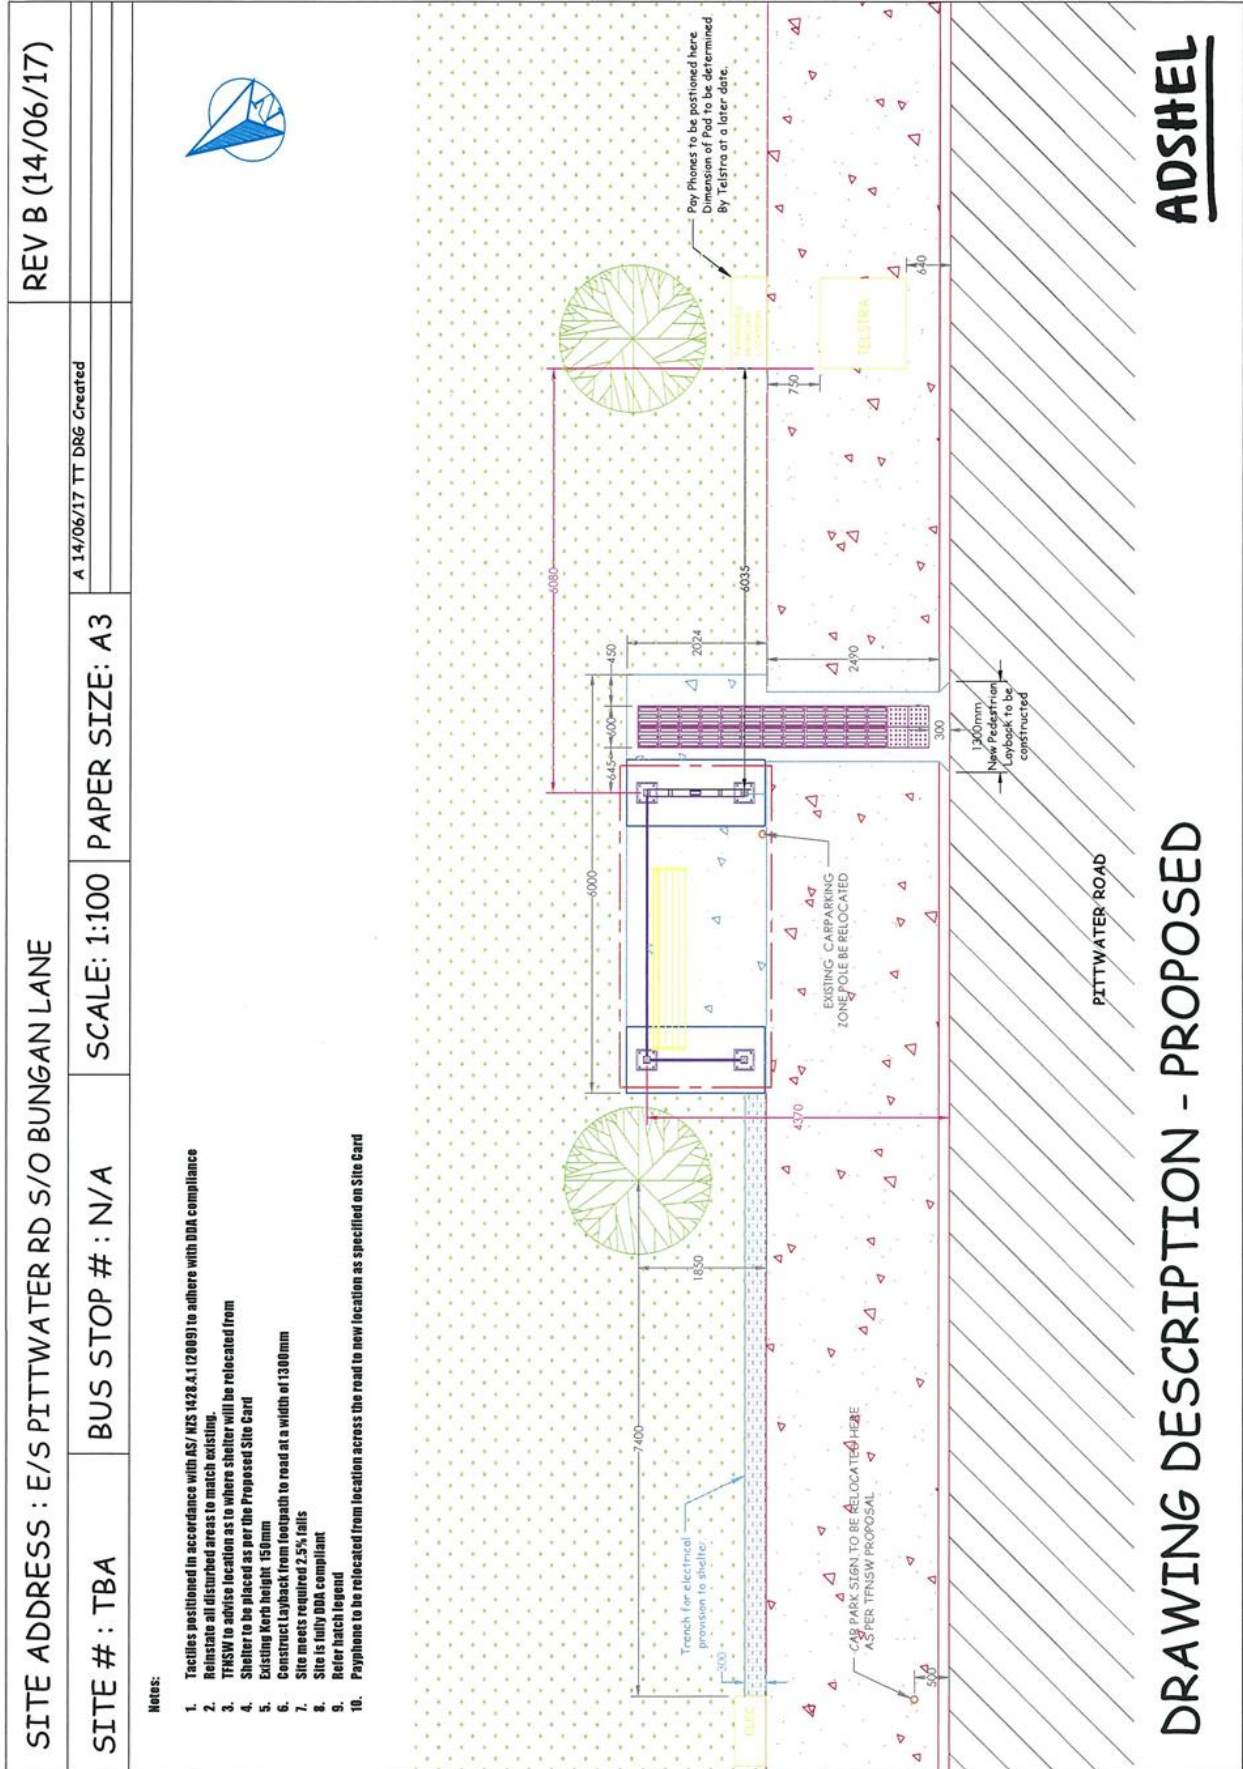 SITE ADDRESS : E/S PITTWATER RD S/O BUNGAN LANE
REV B (14/06/17)
SITE # : TBA
BUS STOP # : N/A
SCALE: 1:100
PAPER SIZE: A3
A 14/06/17 TT DRG Created
Notes:
1. Tactiles positioned in accordance with AS/ NZS 1428.4.1 (2009) to adhere with DDA compliance
2. Reinstate all disturbed areas to match existing.
3. TFNSW to advise location as to where shelter will be relocated from
4. Shelter to be placed as per the Proposed Site Card
5. Existing Kerb height 150mm
6. Construct Layback from footpath to road at a width of 1300mm
7. Site meets required 2.5% falls
8. Site is fully DDA compliant
9. Refer hatch legend
10. Payphone to be relocated from location across the road to new location as specified on Site Card
N
6080
6000
645
600
450
2024
6035
Pay Phones to be postioned here
Dimension of Pad to be determined
By Telstra at a later date.
7400
1850
750
TELSTRA
640
Trench for electrical
provision to shelter
300
ELEC
4370
2490
EXISTING CARPARKING
ZONE POLE BE RELOCATED
CAR PARK SIGN TO BE RELOCATED HERE
AS PER TFNSW PROPOSAL
500
300
1300mm
New Pedestrian
Layback to be
constructed
PITTWATER ROAD
DRAWING DESCRIPTION - PROPOSED
ADSHEL